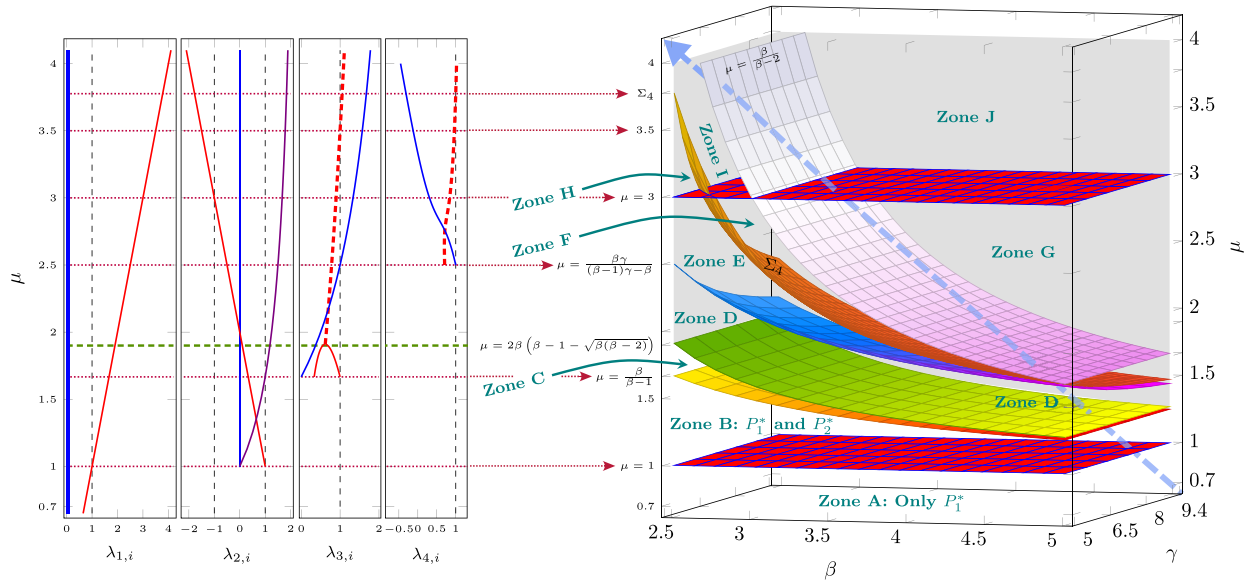 μ
4
3.5
3
2.5
2
1.5
1
0.7
0 1 2 3 4
λ₁,ᵢ
−2 −1 0 1 2
λ₂,ᵢ
0 1
λ₃,ᵢ
−0.5 0 0.5 1
λ₄,ᵢ
4
Σ₄
3.5
μ = 3
μ = βγ/((β−1)γ−β)
μ = 2β (β − 1 − √(β(β − 2)))
μ = β/(β−1)
1.5
μ = 1
0.7
Zone H
Zone F
Zone C
μ = β/(β−2)
Zone J
Zone I
Zone G
Zone E
Σ₄
Zone D
Zone D
Zone B: P₁* and P₂*
Zone A: Only P₁*
2.5 3 3.5 4 4.5 5
β
5 6.5 8 9.4
γ
4
3.5
3
2.5
2
1.5
1
0.7
μ